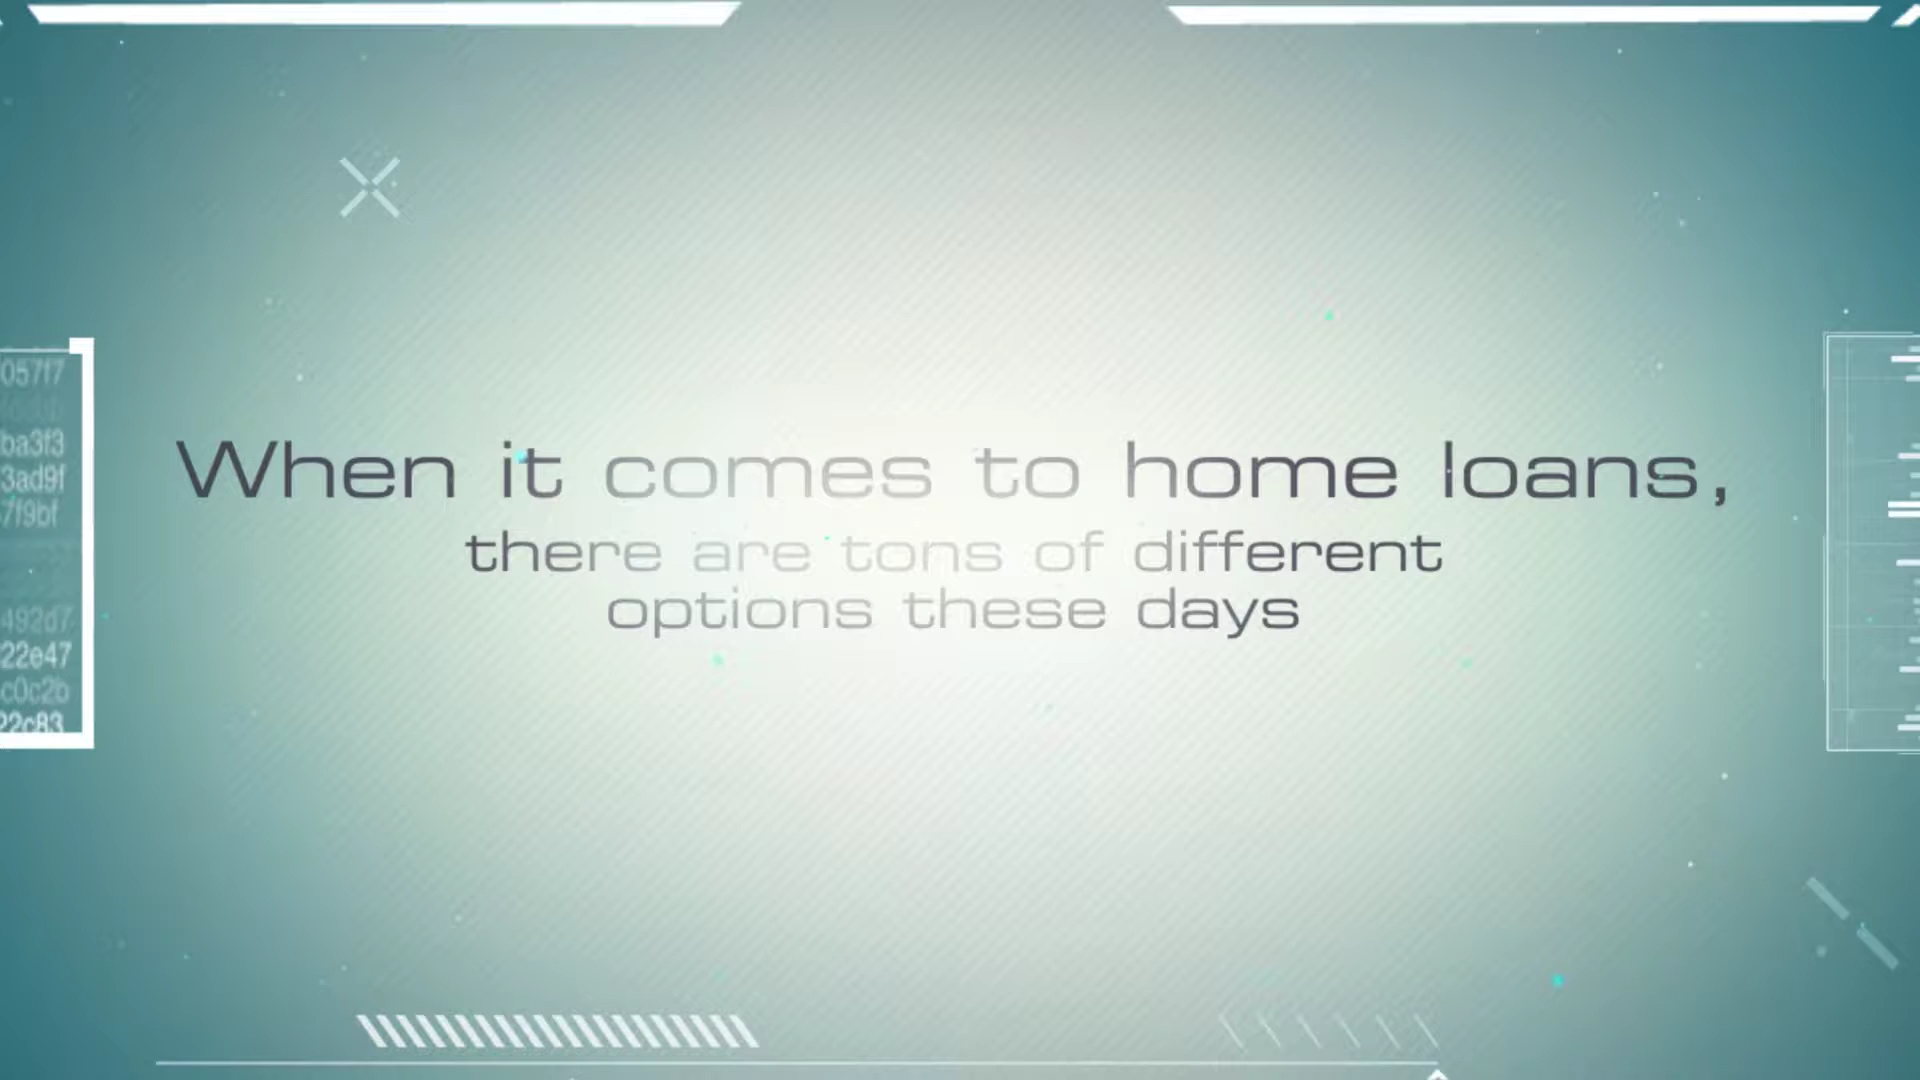 When it comes to home loans,
there are tons of different
options these days
057f7
ba3f3
3ad9f
7f9bf
492d7
22e47
c0c2b
22c83